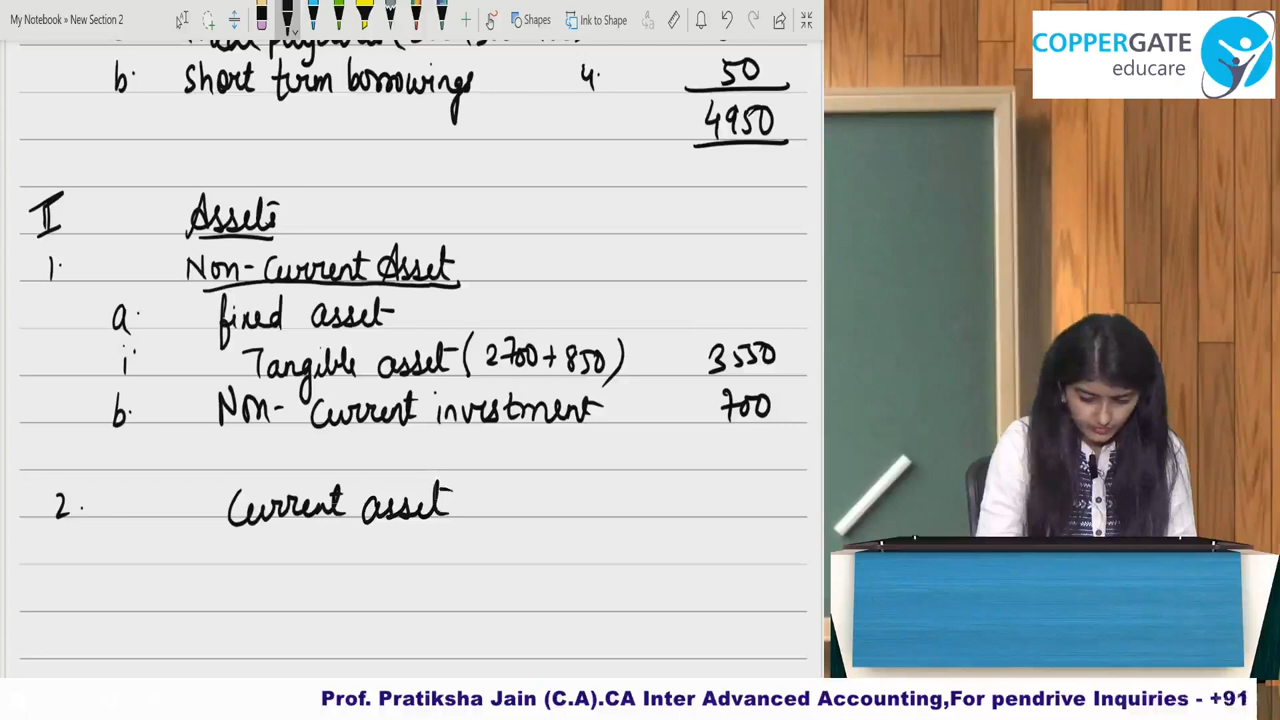 My Notebook » New Section 2
Shapes
Ink to Shape
COPPERGATE
educare
b. short term borrowings 4. 50
4950
II Assets
1. Non-Current Asset
a. fixed asset
i. Tangible asset (2700 + 850) 3550
b. Non-Current investment 700
2. Current asset
Prof. Pratiksha Jain (C.A).CA Inter Advanced Accounting,For pendrive Inquiries - +91